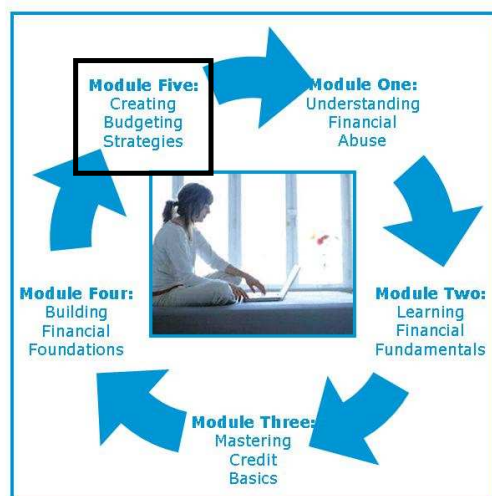 Module Five:
Creating
Budgeting
Strategies
Module One:
Understanding
Financial
Abuse
Module Two:
Learning
Financial
Fundamentals
Module Three:
Mastering
Credit
Basics
Module Four:
Building
Financial
Foundations